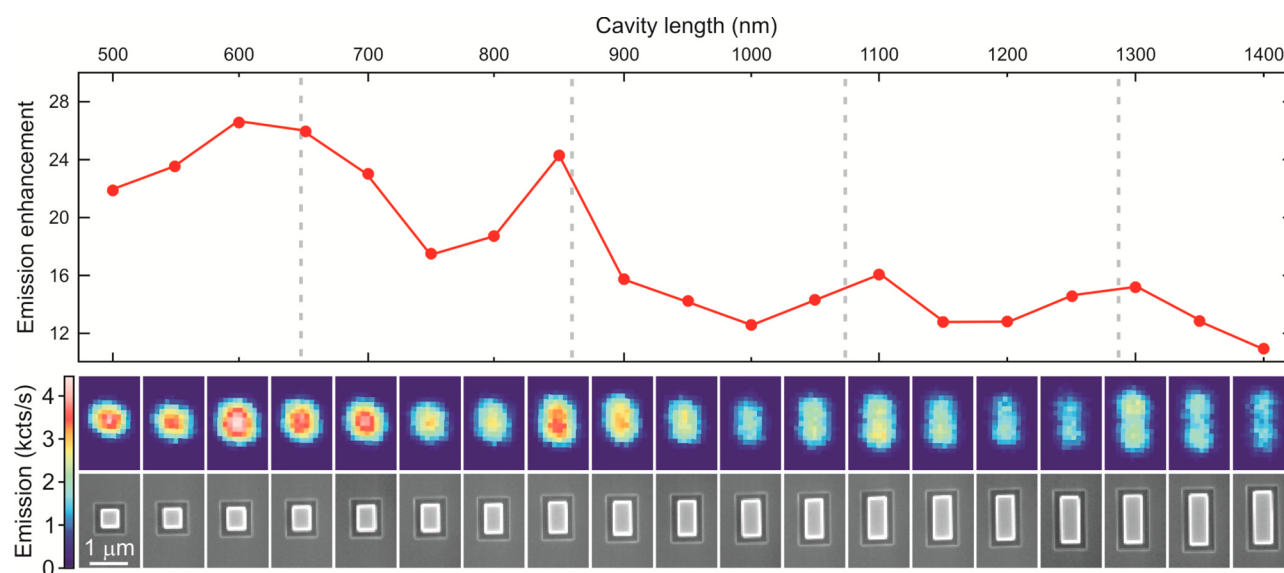 Cavity length (nm)
500 600 700 800 900 1000 1100 1200 1300 1400
Emission enhancement
28
24
20
16
12
Emission (kcts/s)
4
3
2
1
0
1 μm